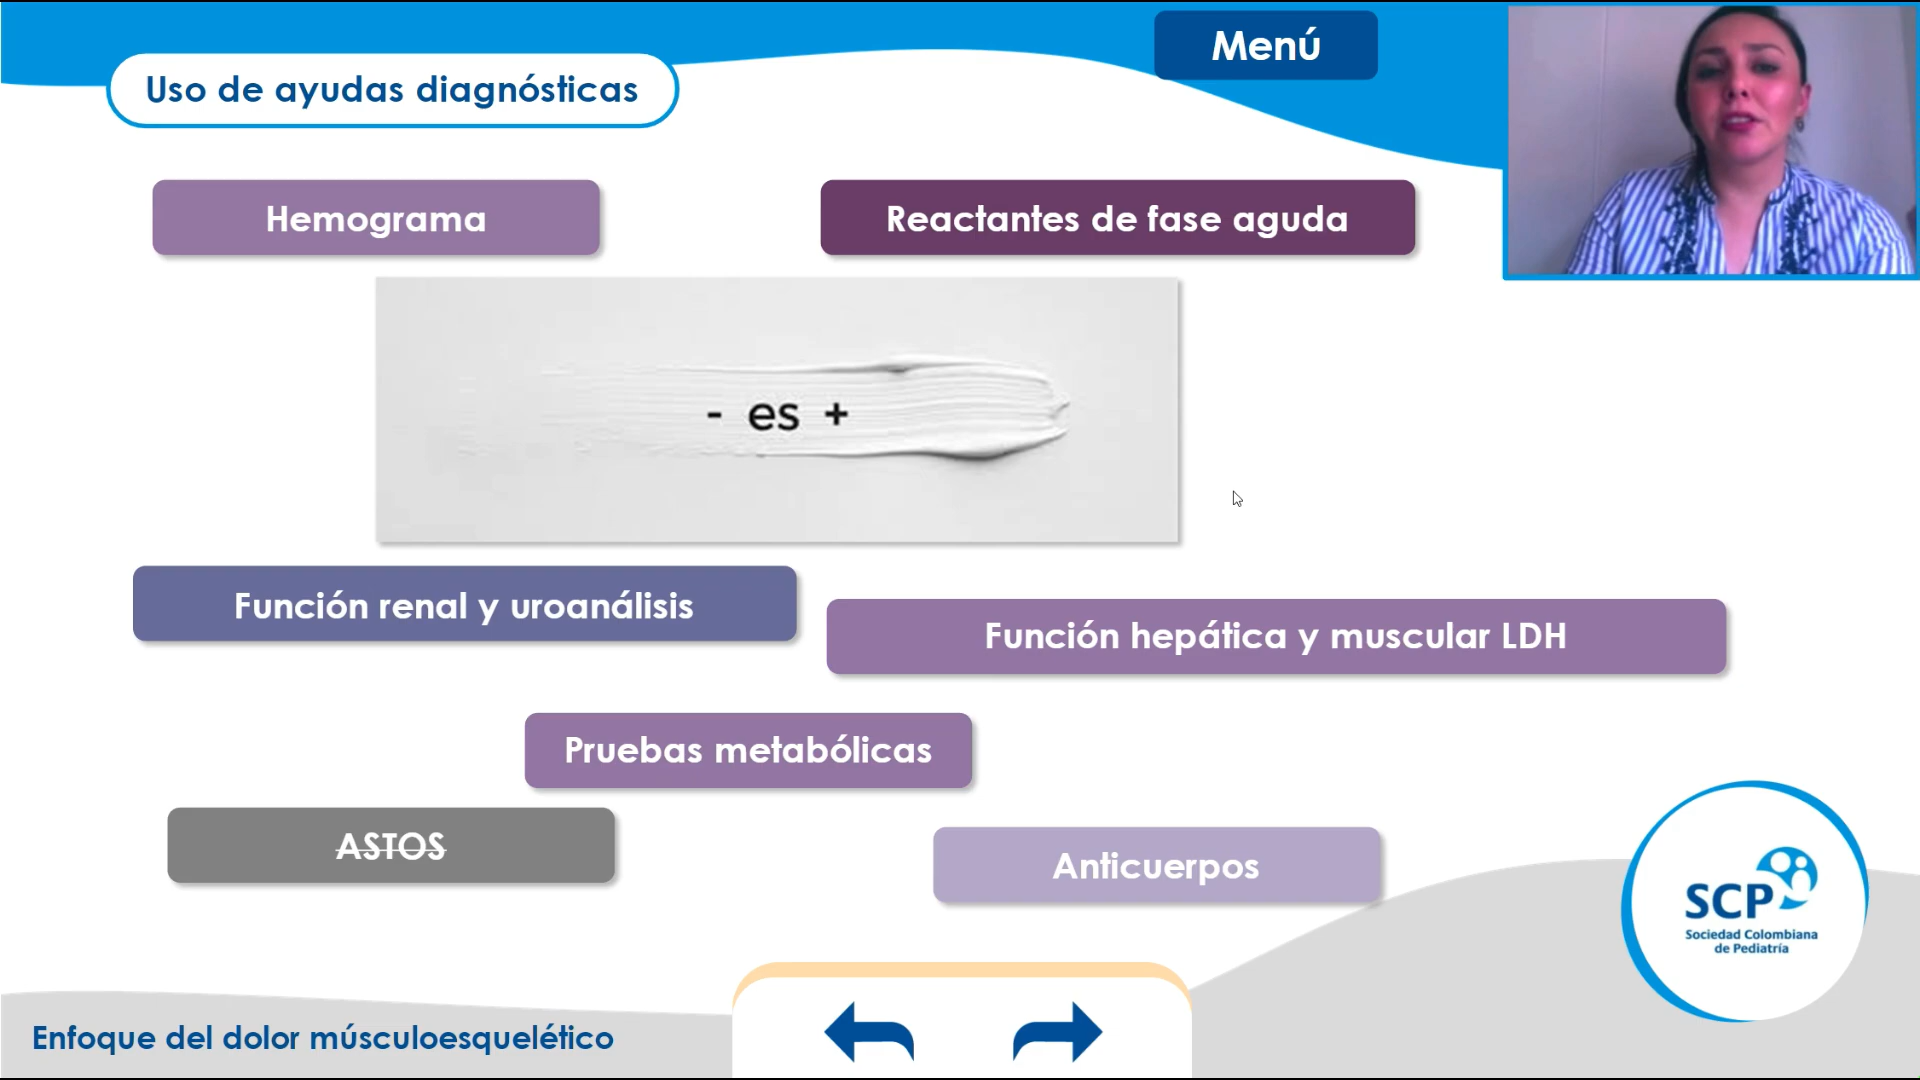 Menú
Uso de ayudas diagnósticas
Hemograma
Reactantes de fase aguda
- es +
Función renal y uroanálisis
Función hepática y muscular LDH
Pruebas metabólicas
ASTOS
Anticuerpos
SCP
Sociedad Colombiana
de Pediatría
Enfoque del dolor músculoesquelético